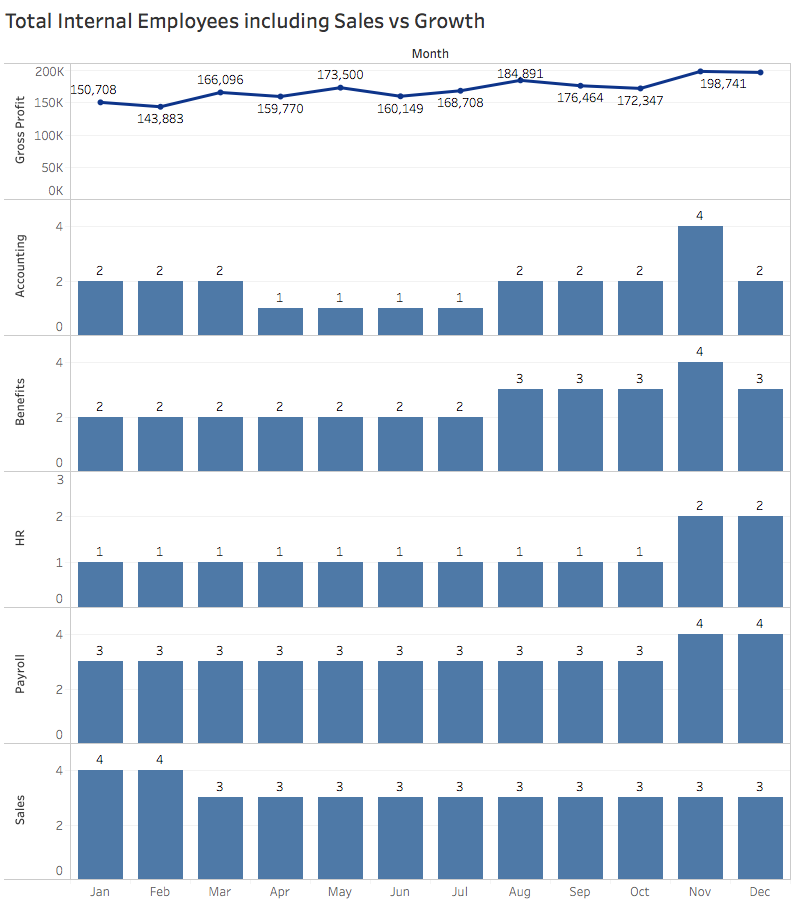 Total Internal Employees including Sales vs Growth
Month
Gross Profit
200K
150K
100K
50K
0K
150,708
143,883
166,096
159,770
173,500
160,149
168,708
184,891
176,464
172,347
198,741
Accounting
4
2
0
2 2 2 1 1 1 1 2 2 2 4 2
Benefits
4
2
0
2 2 2 2 2 2 2 3 3 3 4 3
HR
3
2
1
0
1 1 1 1 1 1 1 1 1 1 2 2
Payroll
4
2
0
3 3 3 3 3 3 3 3 3 3 4 4
Sales
4
2
0
4 4 3 3 3 3 3 3 3 3 3 3
Jan Feb Mar Apr May Jun Jul Aug Sep Oct Nov Dec